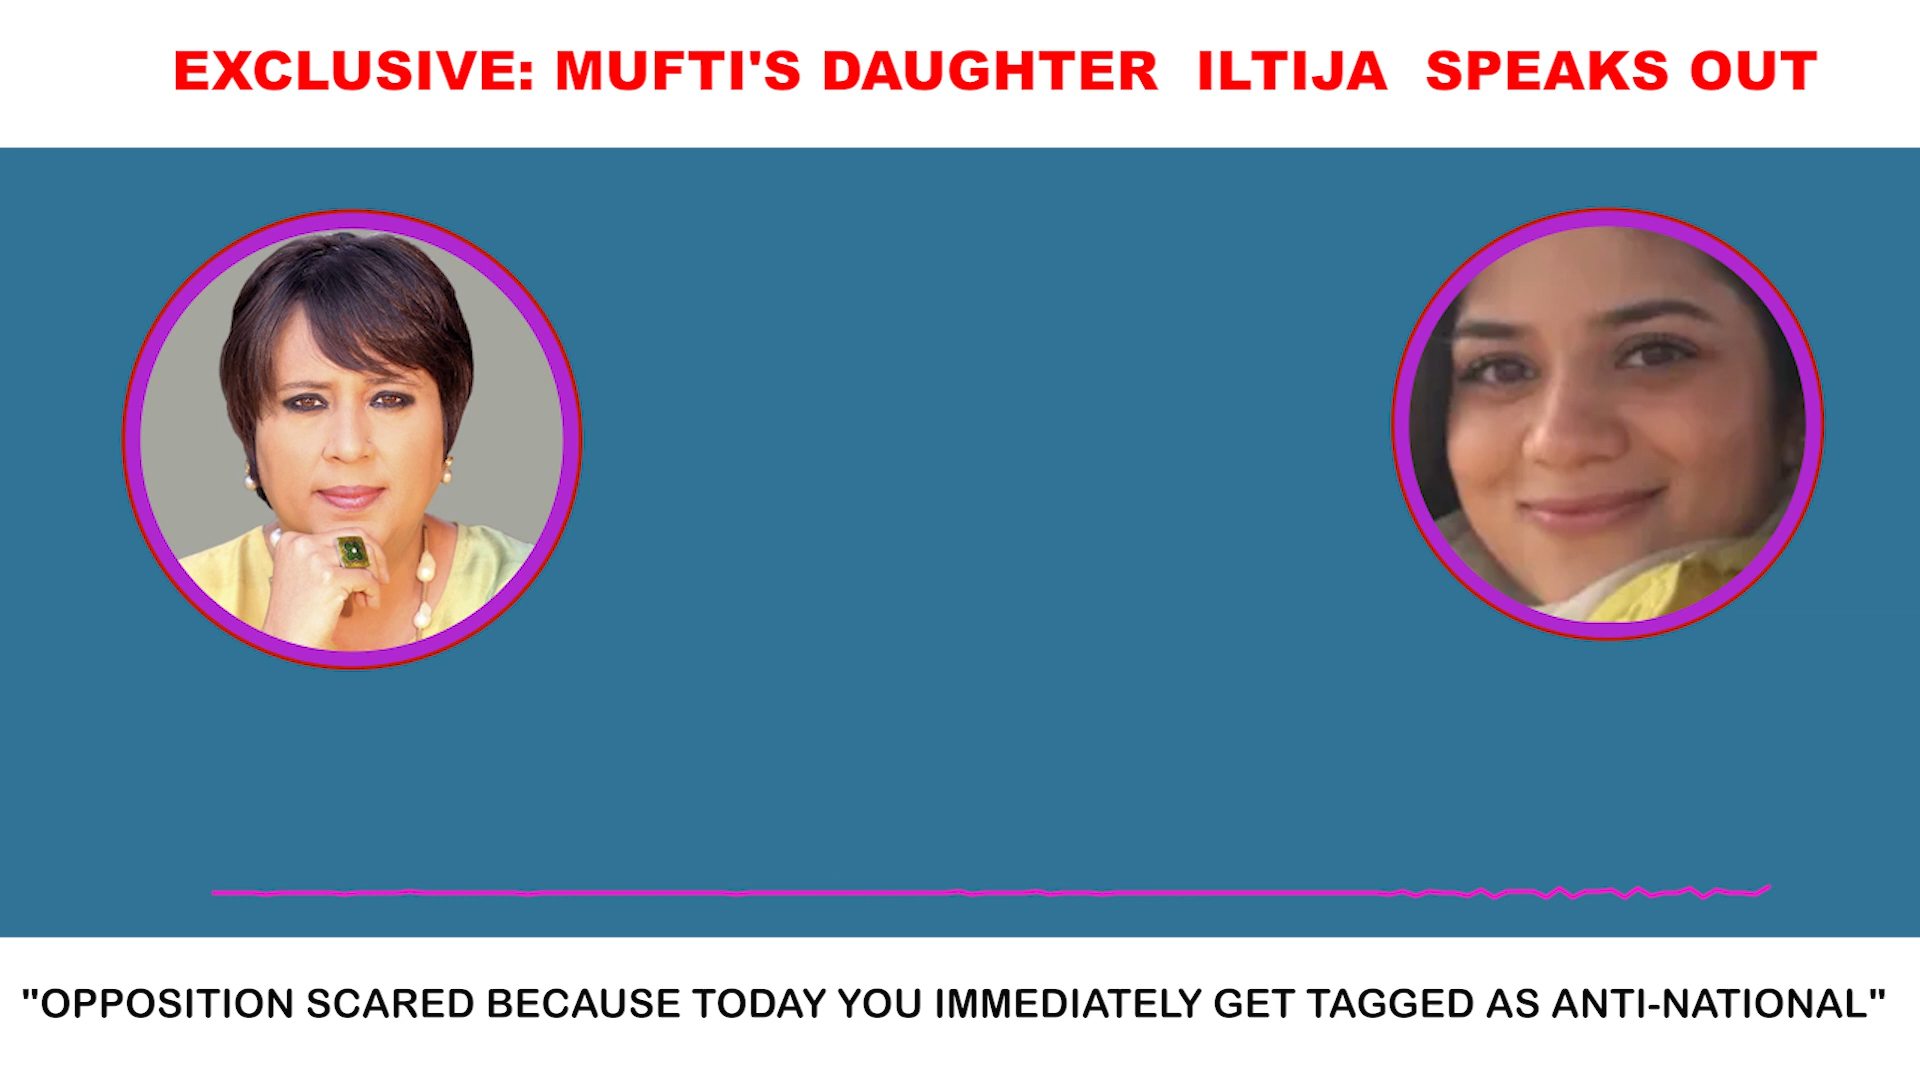 EXCLUSIVE: MUFTI'S DAUGHTER ILTIJA SPEAKS OUT
"OPPOSITION SCARED BECAUSE TODAY YOU IMMEDIATELY GET TAGGED AS ANTI-NATIONAL"